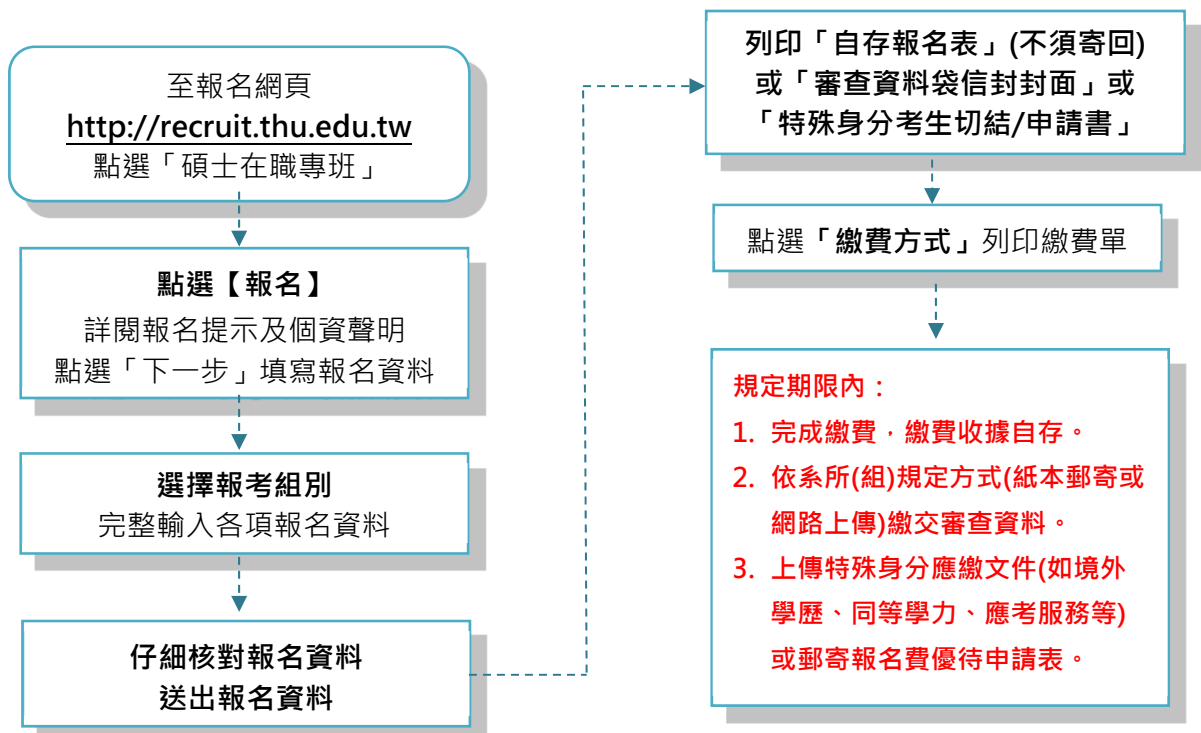 至報名網頁
http://recruit.thu.edu.tw
點選「碩士在職專班」
點選【報名】
詳閱報名提示及個資聲明
點選「下一步」填寫報名資料
選擇報考組別
完整輸入各項報名資料
仔細核對報名資料
送出報名資料
列印「自存報名表」(不須寄回)
或「審查資料袋信封封面」或
「特殊身分考生切結/申請書」
點選「繳費方式」列印繳費單
規定期限內：
1. 完成繳費，繳費收據自存。
2. 依系所(組)規定方式(紙本郵寄或
網路上傳)繳交審查資料。
3. 上傳特殊身分應繳文件(如境外
學歷、同等學力、應考服務等)
或郵寄報名費優待申請表。